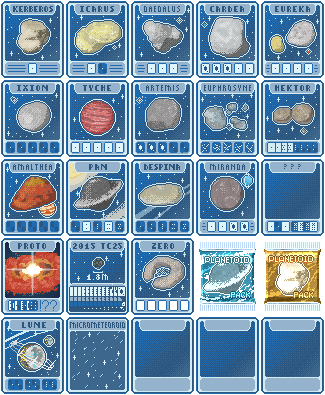 KERBEROS
ICARUS
DAEDALUS
CARDEA
EUREKA
IXION
TYCHE
ARTEMIS
EUPHROSYNE
HEKTOR
AMALTHEA
PAN
DESPINA
MIRANDA
???
PROTO
??
2015 TC25
ZERO
PLANETOID
PACK
PLANETOID
PACK
LUNE
MICROMETEOROID